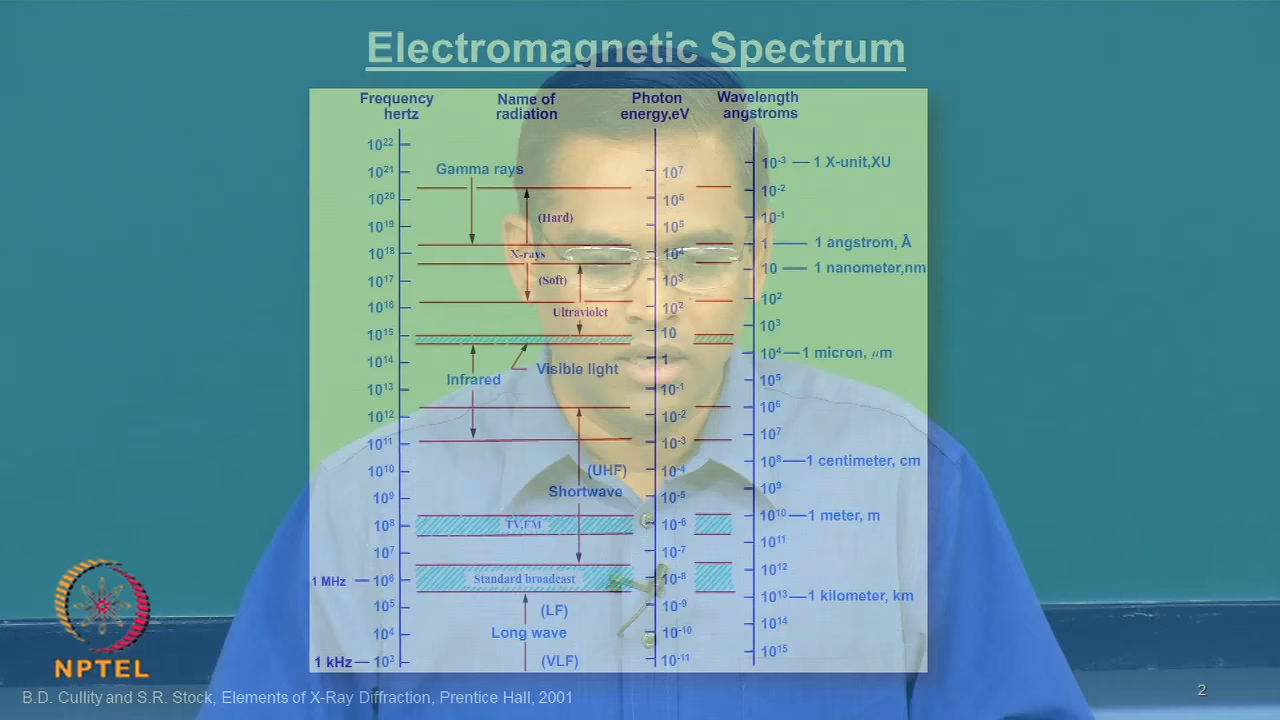 Electromagnetic Spectrum
Frequency hertz
Name of radiation
Photon energy,eV
Wavelength angstroms
10²²
10²¹
10²⁰
10¹⁹
10¹⁸
10¹⁷
10¹⁶
10¹⁵
10¹⁴
10¹³
10¹²
10¹¹
10¹⁰
10⁹
10⁸
10⁷
1 MHz 10⁶
10⁵
10⁴
1 kHz 10³
Gamma rays
(Hard)
X-rays
(Soft)
Ultraviolet
Visible light
Infrared
(UHF)
Shortwave
TV,FM
Standard broadcast
(LF)
Long wave
(VLF)
10⁷
10⁶
10⁵
10⁴
10³
10²
10
1
10⁻¹
10⁻²
10⁻³
10⁻⁴
10⁻⁵
10⁻⁶
10⁻⁷
10⁻⁸
10⁻⁹
10⁻¹⁰
10⁻¹¹
10⁻³ 1 X-unit,XU
10⁻²
10⁻¹
1 1 angstrom, Å
10 1 nanometer,nm
10²
10³
10⁴ 1 micron, μm
10⁵
10⁶
10⁷
10⁸ 1 centimeter, cm
10⁹
10¹⁰ 1 meter, m
10¹¹
10¹²
10¹³ 1 kilometer, km
10¹⁴
10¹⁵
NPTEL
B.D. Cullity and S.R. Stock, Elements of X-Ray Diffraction, Prentice Hall, 2001
2